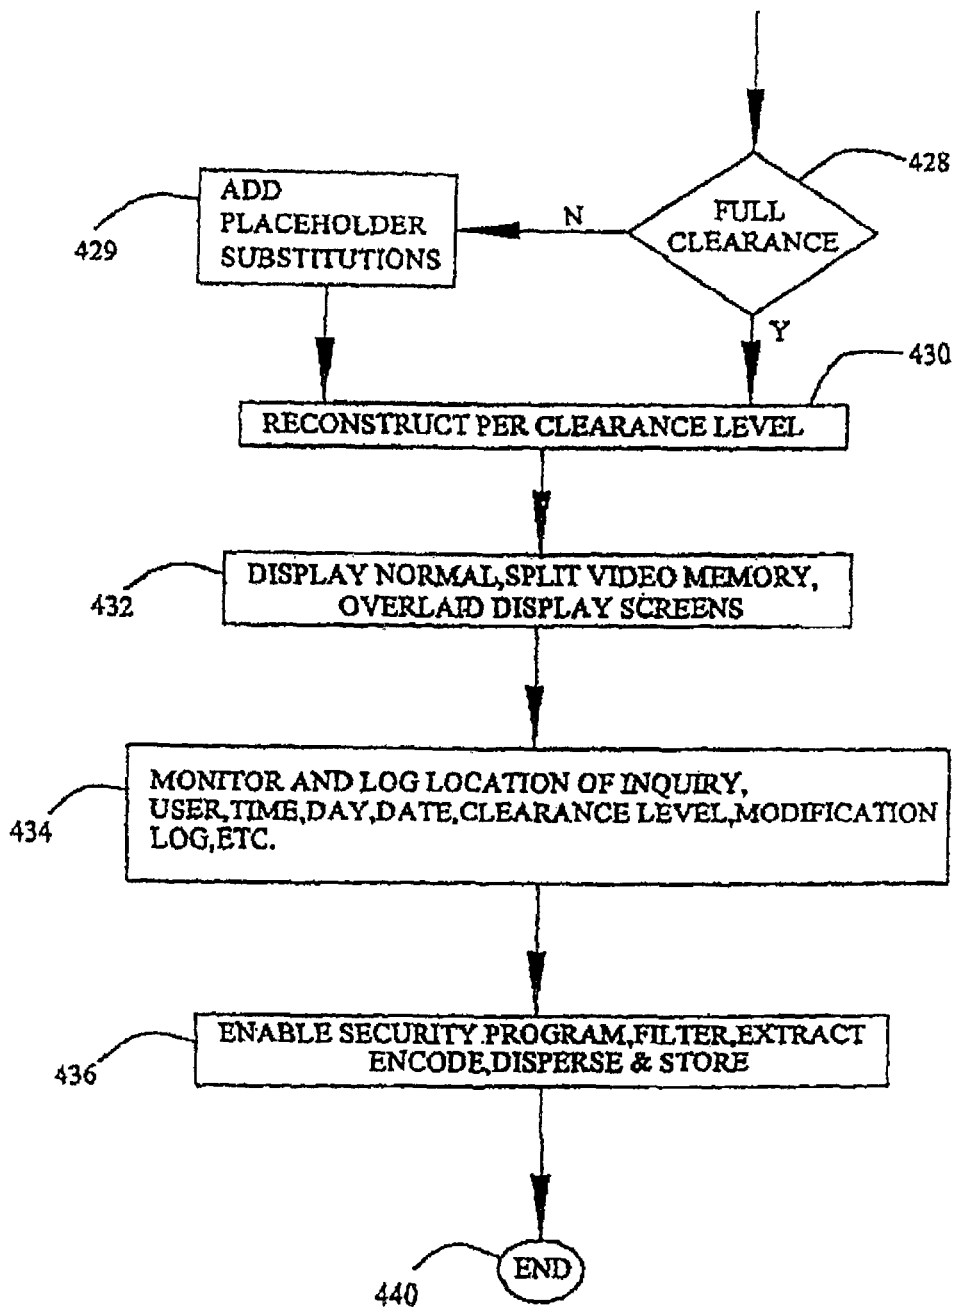 428
FULL
CLEARANCE
N
ADD
PLACEHOLDER
SUBSTITUTIONS
429
Y
430
RECONSTRUCT PER CLEARANCE LEVEL
DISPLAY NORMAL,SPLIT VIDEO MEMORY,
OVERLAID DISPLAY SCREENS
432
MONITOR AND LOG LOCATION OF INQUIRY,
USER,TIME,DAY,DATE,CLEARANCE LEVEL,MODIFICATION
LOG,ETC.
434
ENABLE SECURITY PROGRAM,FILTER,EXTRACT
ENCODE,DISPERSE & STORE
436
END
440